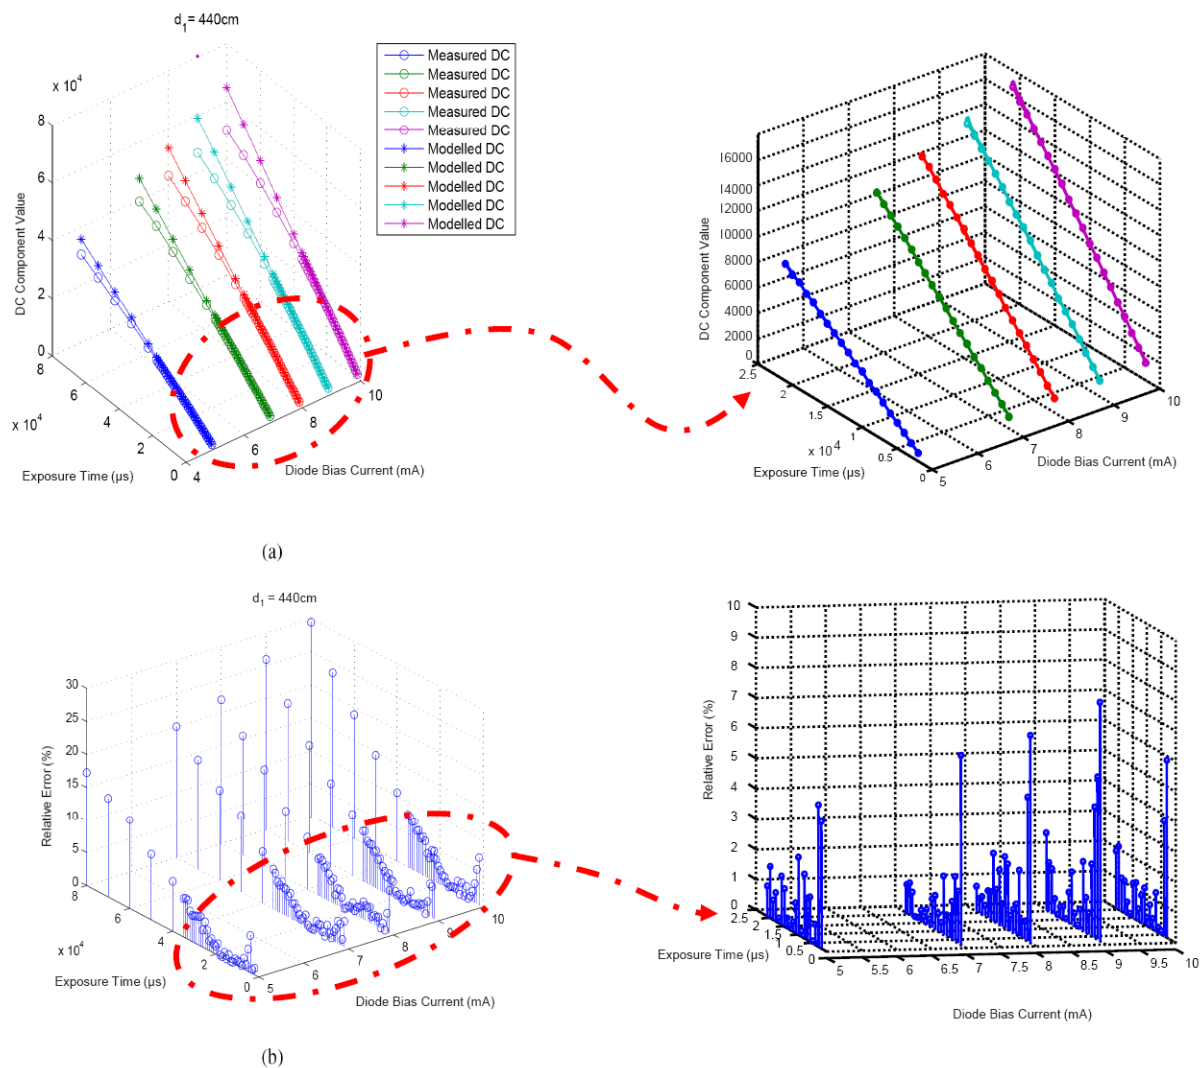 d1= 440cm
x 10^4
8
6
4
2
0
DC Component Value
8
6
4
2
0
x 10^4
Exposure Time (µs)
4
6
8
10
Diode Bias Current (mA)
Measured DC
Measured DC
Measured DC
Measured DC
Measured DC
Modelled DC
Modelled DC
Modelled DC
Modelled DC
Modelled DC
16000
14000
12000
10000
8000
6000
4000
2000
0
DC Component Value
2.5
2
1.5
1
0.5
0
x 10^4
Exposure Time (µs)
5
6
7
8
9
10
Diode Bias Current (mA)
(a)
d1 = 440cm
30
25
20
15
10
5
0
Relative Error (%)
8
6
4
2
0
x 10^4
Exposure Time (µs)
5
6
7
8
9
10
Diode Bias Current (mA)
10
9
8
7
6
5
4
3
2
1
0
Relative Error (%)
2.5
2
1.5
1
0.5
0
Exposure Time (µs)
5
5.5
6
6.5
7
7.5
8
8.5
9
9.5
10
Diode Bias Current (mA)
(b)